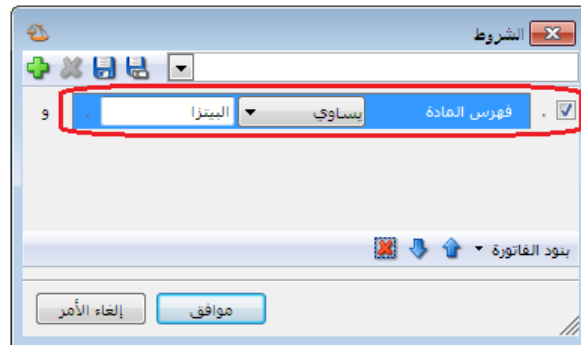 الشروط
. فهرس المادة يساوي البيتزا . و
بنود الفاتورة
موافق إلغاء الأمر